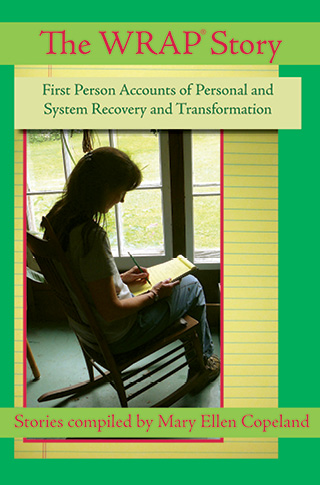 The WRAP® Story
First Person Accounts of Personal and
System Recovery and Transformation
Stories compiled by Mary Ellen Copeland